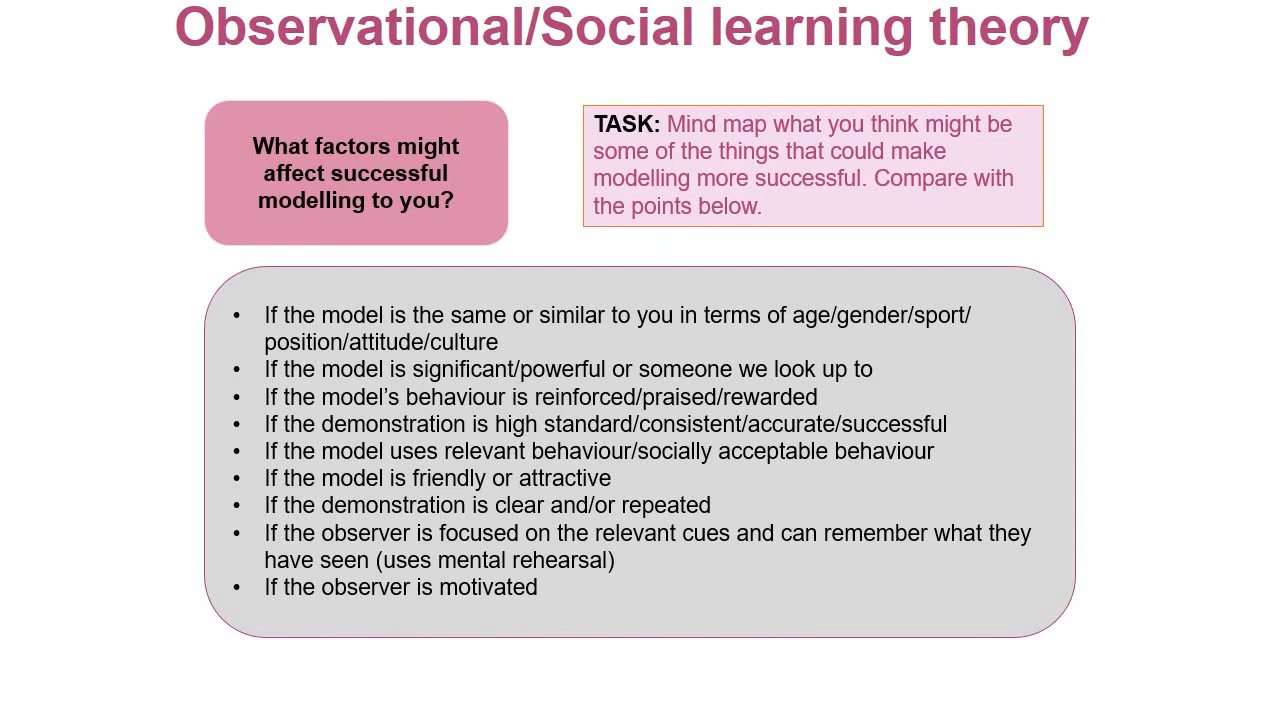 Observational/Social learning theory
What factors might
affect successful
modelling to you?
TASK: Mind map what you think might be
some of the things that could make
modelling more successful. Compare with
the points below.
• If the model is the same or similar to you in terms of age/gender/sport/
position/attitude/culture
• If the model is significant/powerful or someone we look up to
• If the model’s behaviour is reinforced/praised/rewarded
• If the demonstration is high standard/consistent/accurate/successful
• If the model uses relevant behaviour/socially acceptable behaviour
• If the model is friendly or attractive
• If the demonstration is clear and/or repeated
• If the observer is focused on the relevant cues and can remember what they
have seen (uses mental rehearsal)
• If the observer is motivated